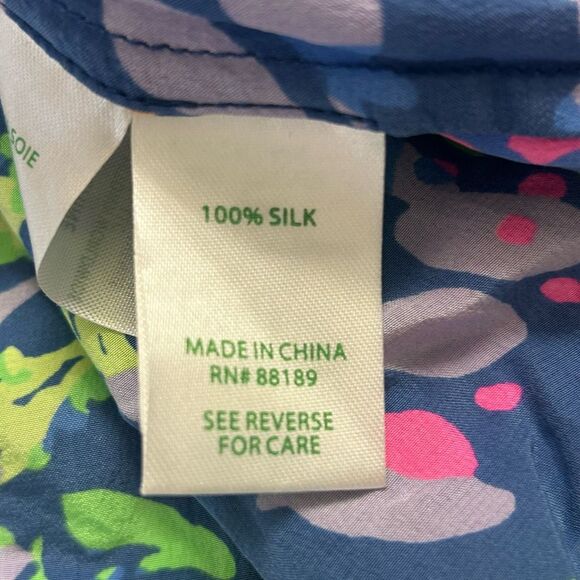 SOIE
100% SILK
MADE IN CHINA
RN# 88189
SEE REVERSE
FOR CARE